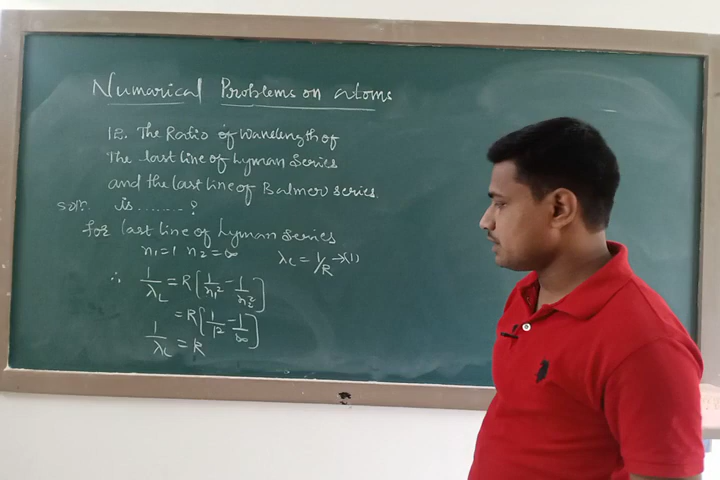 Numarical Problems on atoms
12. The Ratio of wavelength of
The last line of Lyman Series
and the last line of Balmer series.
soln. is ........ ?
for last line of Lyman Series
n1 = 1 n2 = ∞ λL = 1/R →(1)
∴ 1/λL = R [1/n1² - 1/n2²]
= R [1/1² - 1/∞]
1/λL = R